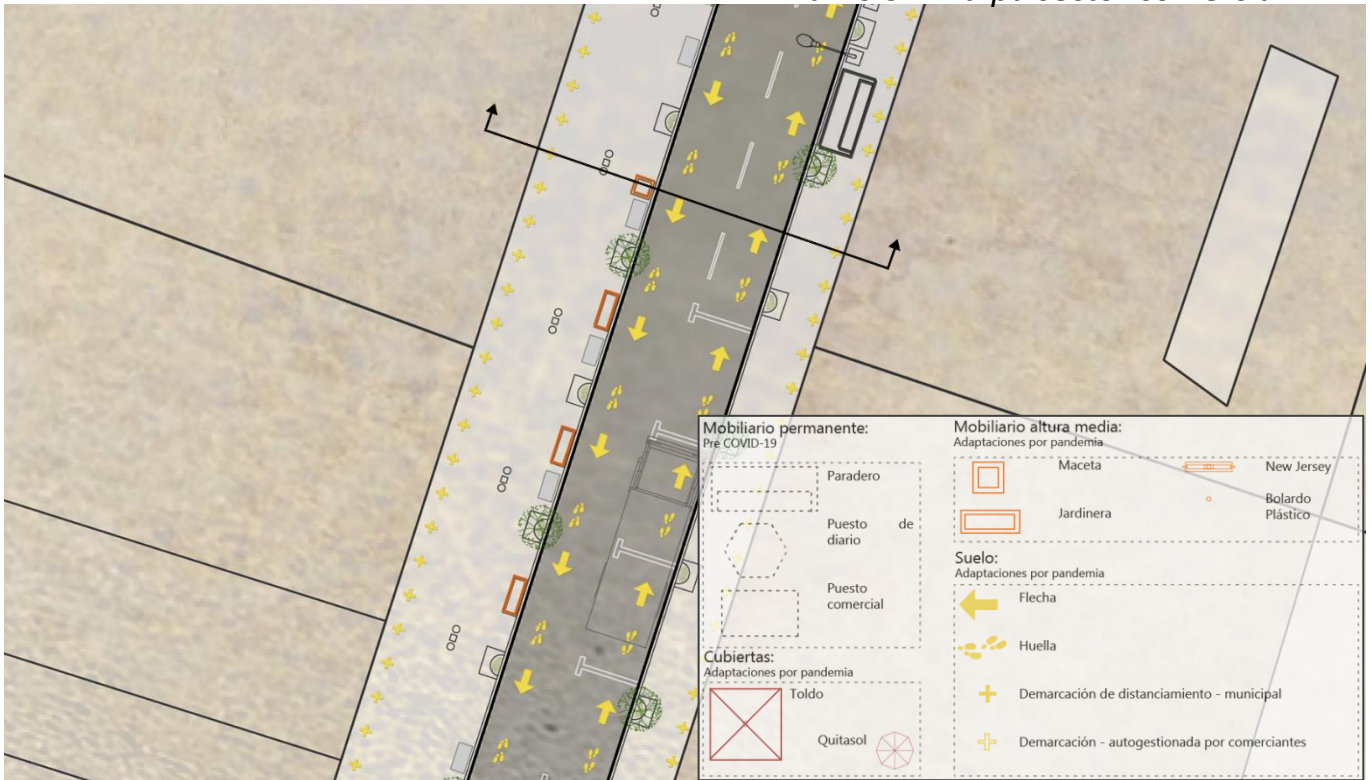 Mobiliario permanente:
Pre COVID-19
Paradero
Puesto de
diario
Puesto
comercial
Cubiertas:
Adaptaciones por pandemia
Toldo
Quitasol
Mobiliario altura media:
Adaptaciones por pandemia
Maceta
New Jersey
Jardinera
Bolardo
Plástico
Suelo:
Adaptaciones por pandemia
Flecha
Huella
Demarcación de distanciamiento - municipal
Demarcación - autogestionada por comerciantes